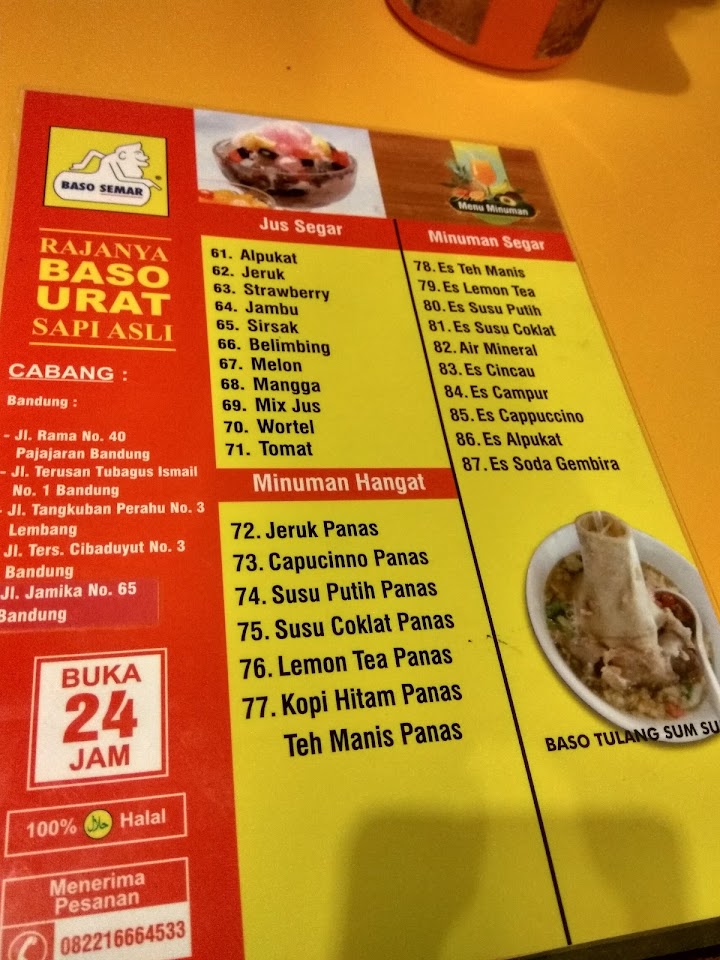 BASO SEMAR
RAJANYA
BASO
URAT
SAPI ASLI
CABANG :
Bandung :
- Jl. Rama No. 40
Pajajaran Bandung
- Jl. Terusan Tubagus Ismail
No. 1 Bandung
- Jl. Tangkuban Perahu No. 3
Lembang
Jl. Ters. Cibaduyut No. 3
Bandung
Jl. Jamika No. 65
Bandung
BUKA
24
JAM
100% حلال Halal
Menerima
Pesanan
082216664533
Jus Segar
61. Alpukat
62. Jeruk
63. Strawberry
64. Jambu
65. Sirsak
66. Belimbing
67. Melon
68. Mangga
69. Mix Jus
70. Wortel
71. Tomat
Minuman Hangat
72. Jeruk Panas
73. Capucinno Panas
74. Susu Putih Panas
75. Susu Coklat Panas
76. Lemon Tea Panas
77. Kopi Hitam Panas
Teh Manis Panas
Menu Minuman
Minuman Segar
78. Es Teh Manis
79. Es Lemon Tea
80. Es Susu Putih
81. Es Susu Coklat
82. Air Mineral
83. Es Cincau
84. Es Campur
85. Es Cappuccino
86. Es Alpukat
87. Es Soda Gembira
BASO TULANG SUM SU